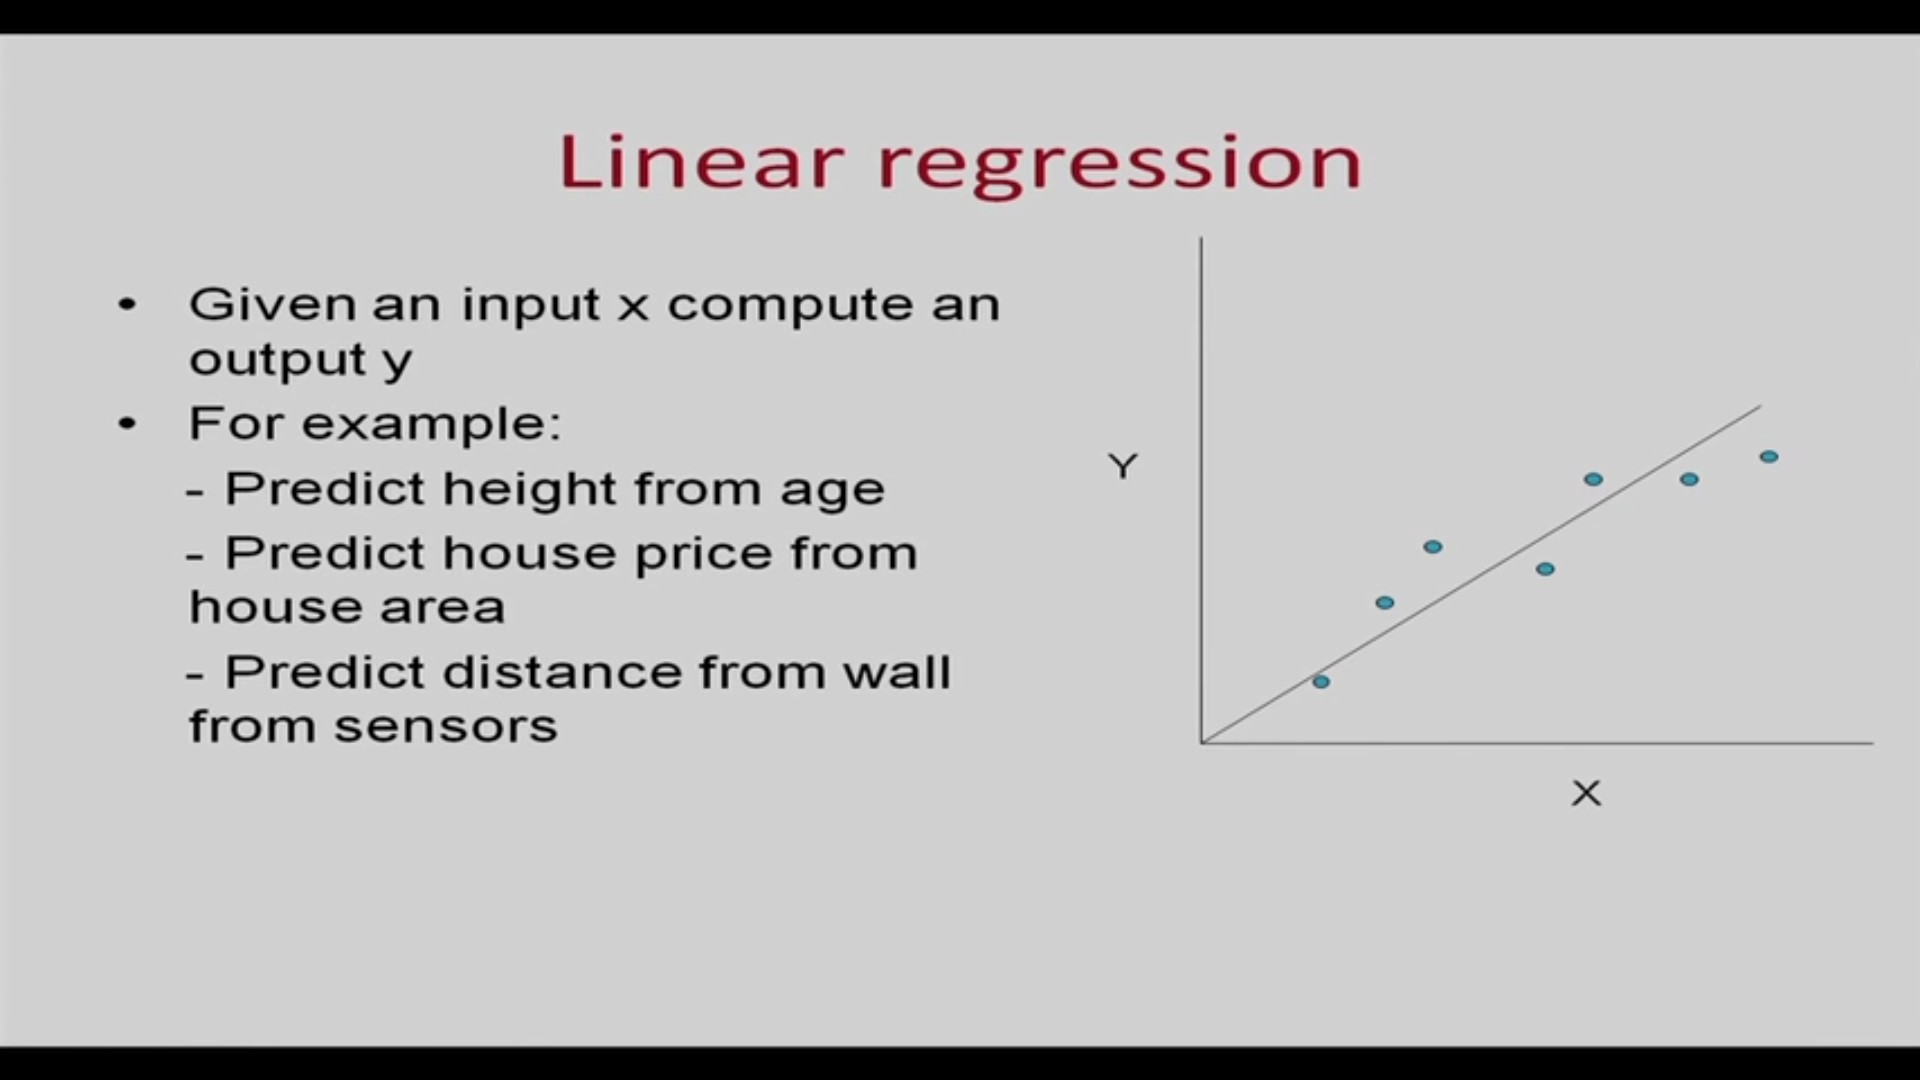 Linear regression
• Given an input x compute an
output y
• For example:
- Predict height from age
- Predict house price from
house area
- Predict distance from wall
from sensors
Y
X